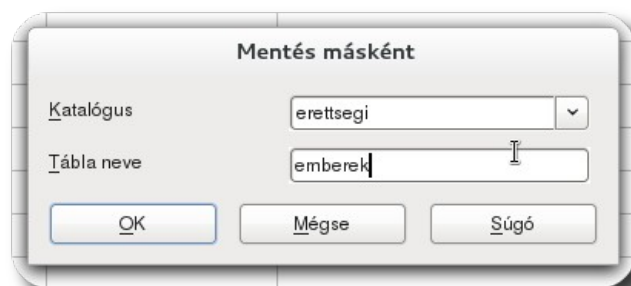 Mentés másként
Katalógus erettsegi
Tábla neve emberek
OK Mégse Súgó